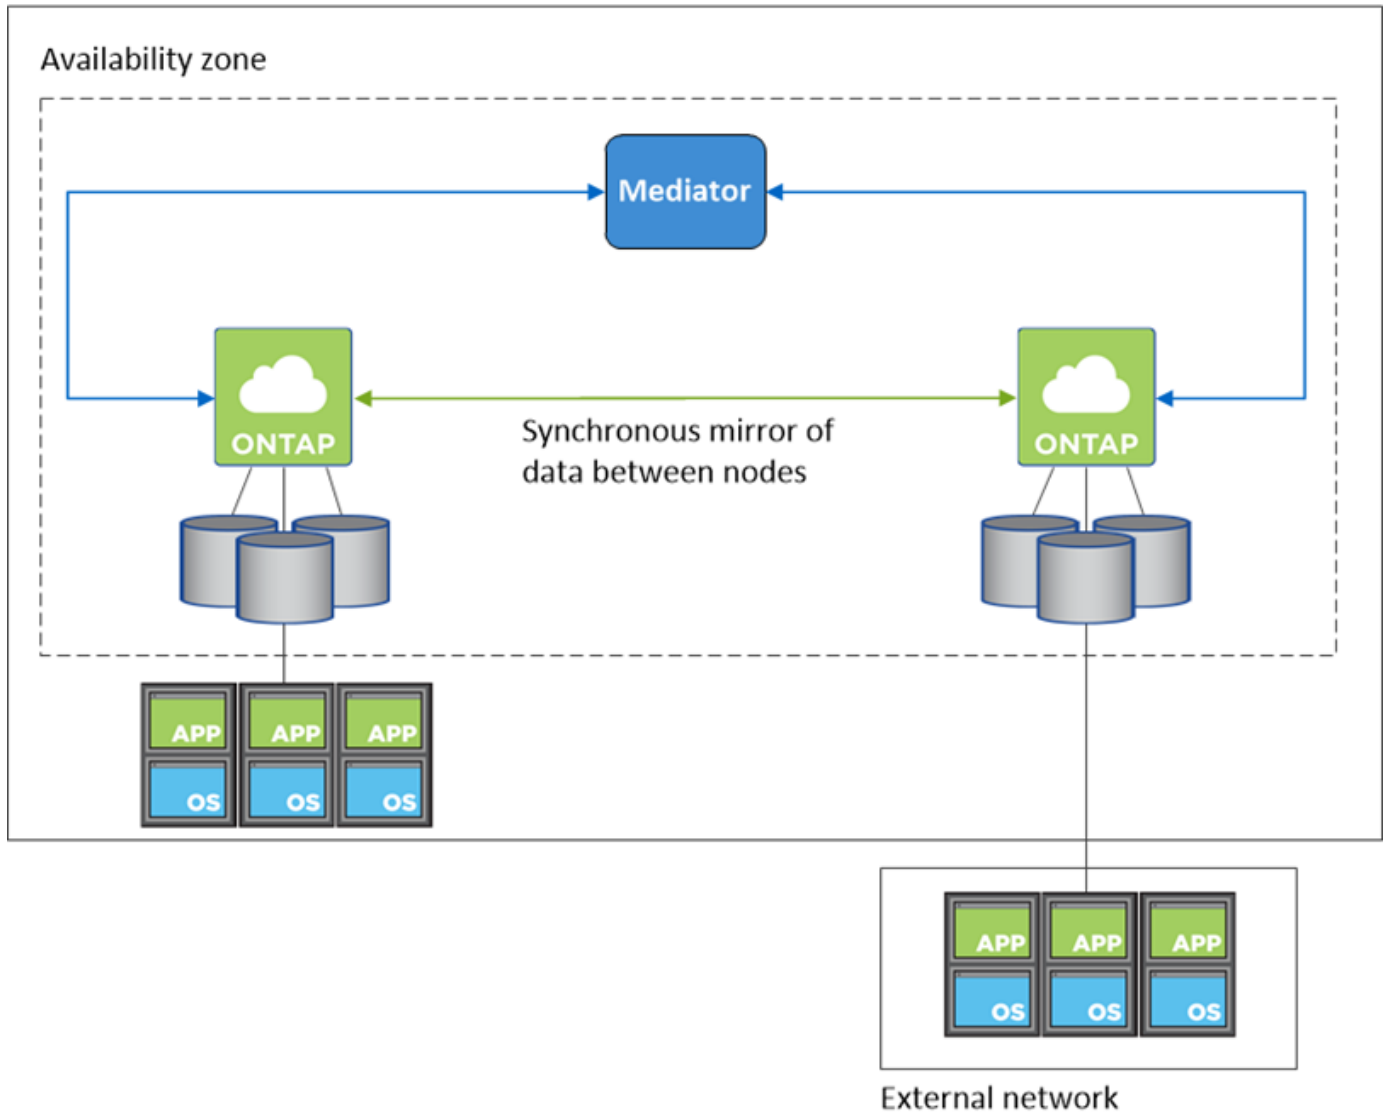 Availability zone
Mediator
ONTAP
ONTAP
Synchronous mirror of
data between nodes
APP
APP
APP
OS
OS
OS
APP
APP
APP
OS
OS
OS
External network